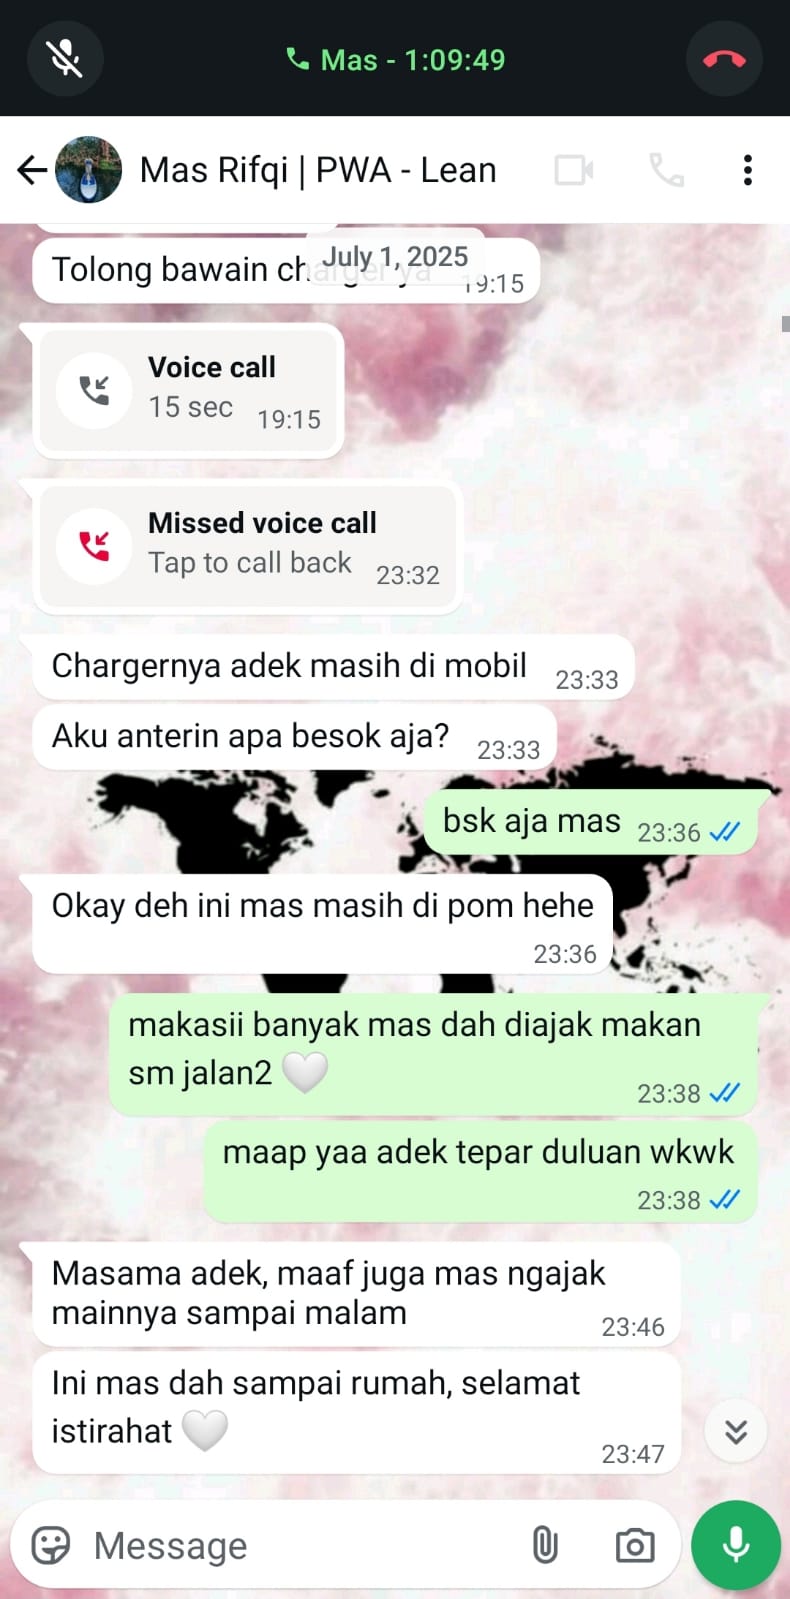 Mas - 1:09:49
Mas Rifqi | PWA - Lean
July 1, 2025
Tolong bawain charger ya 19:15
Voice call
15 sec 19:15
Missed voice call
Tap to call back 23:32
Chargernya adek masih di mobil 23:33
Aku anterin apa besok aja? 23:33
bsk aja mas 23:36
Okay deh ini mas masih di pom hehe
23:36
makasii banyak mas dah diajak makan
sm jalan2 🤍
23:38
maap yaa adek tepar duluan wkwk
23:38
Masama adek, maaf juga mas ngajak
mainnya sampai malam
23:46
Ini mas dah sampai rumah, selamat
istirahat 🤍
23:47
Message